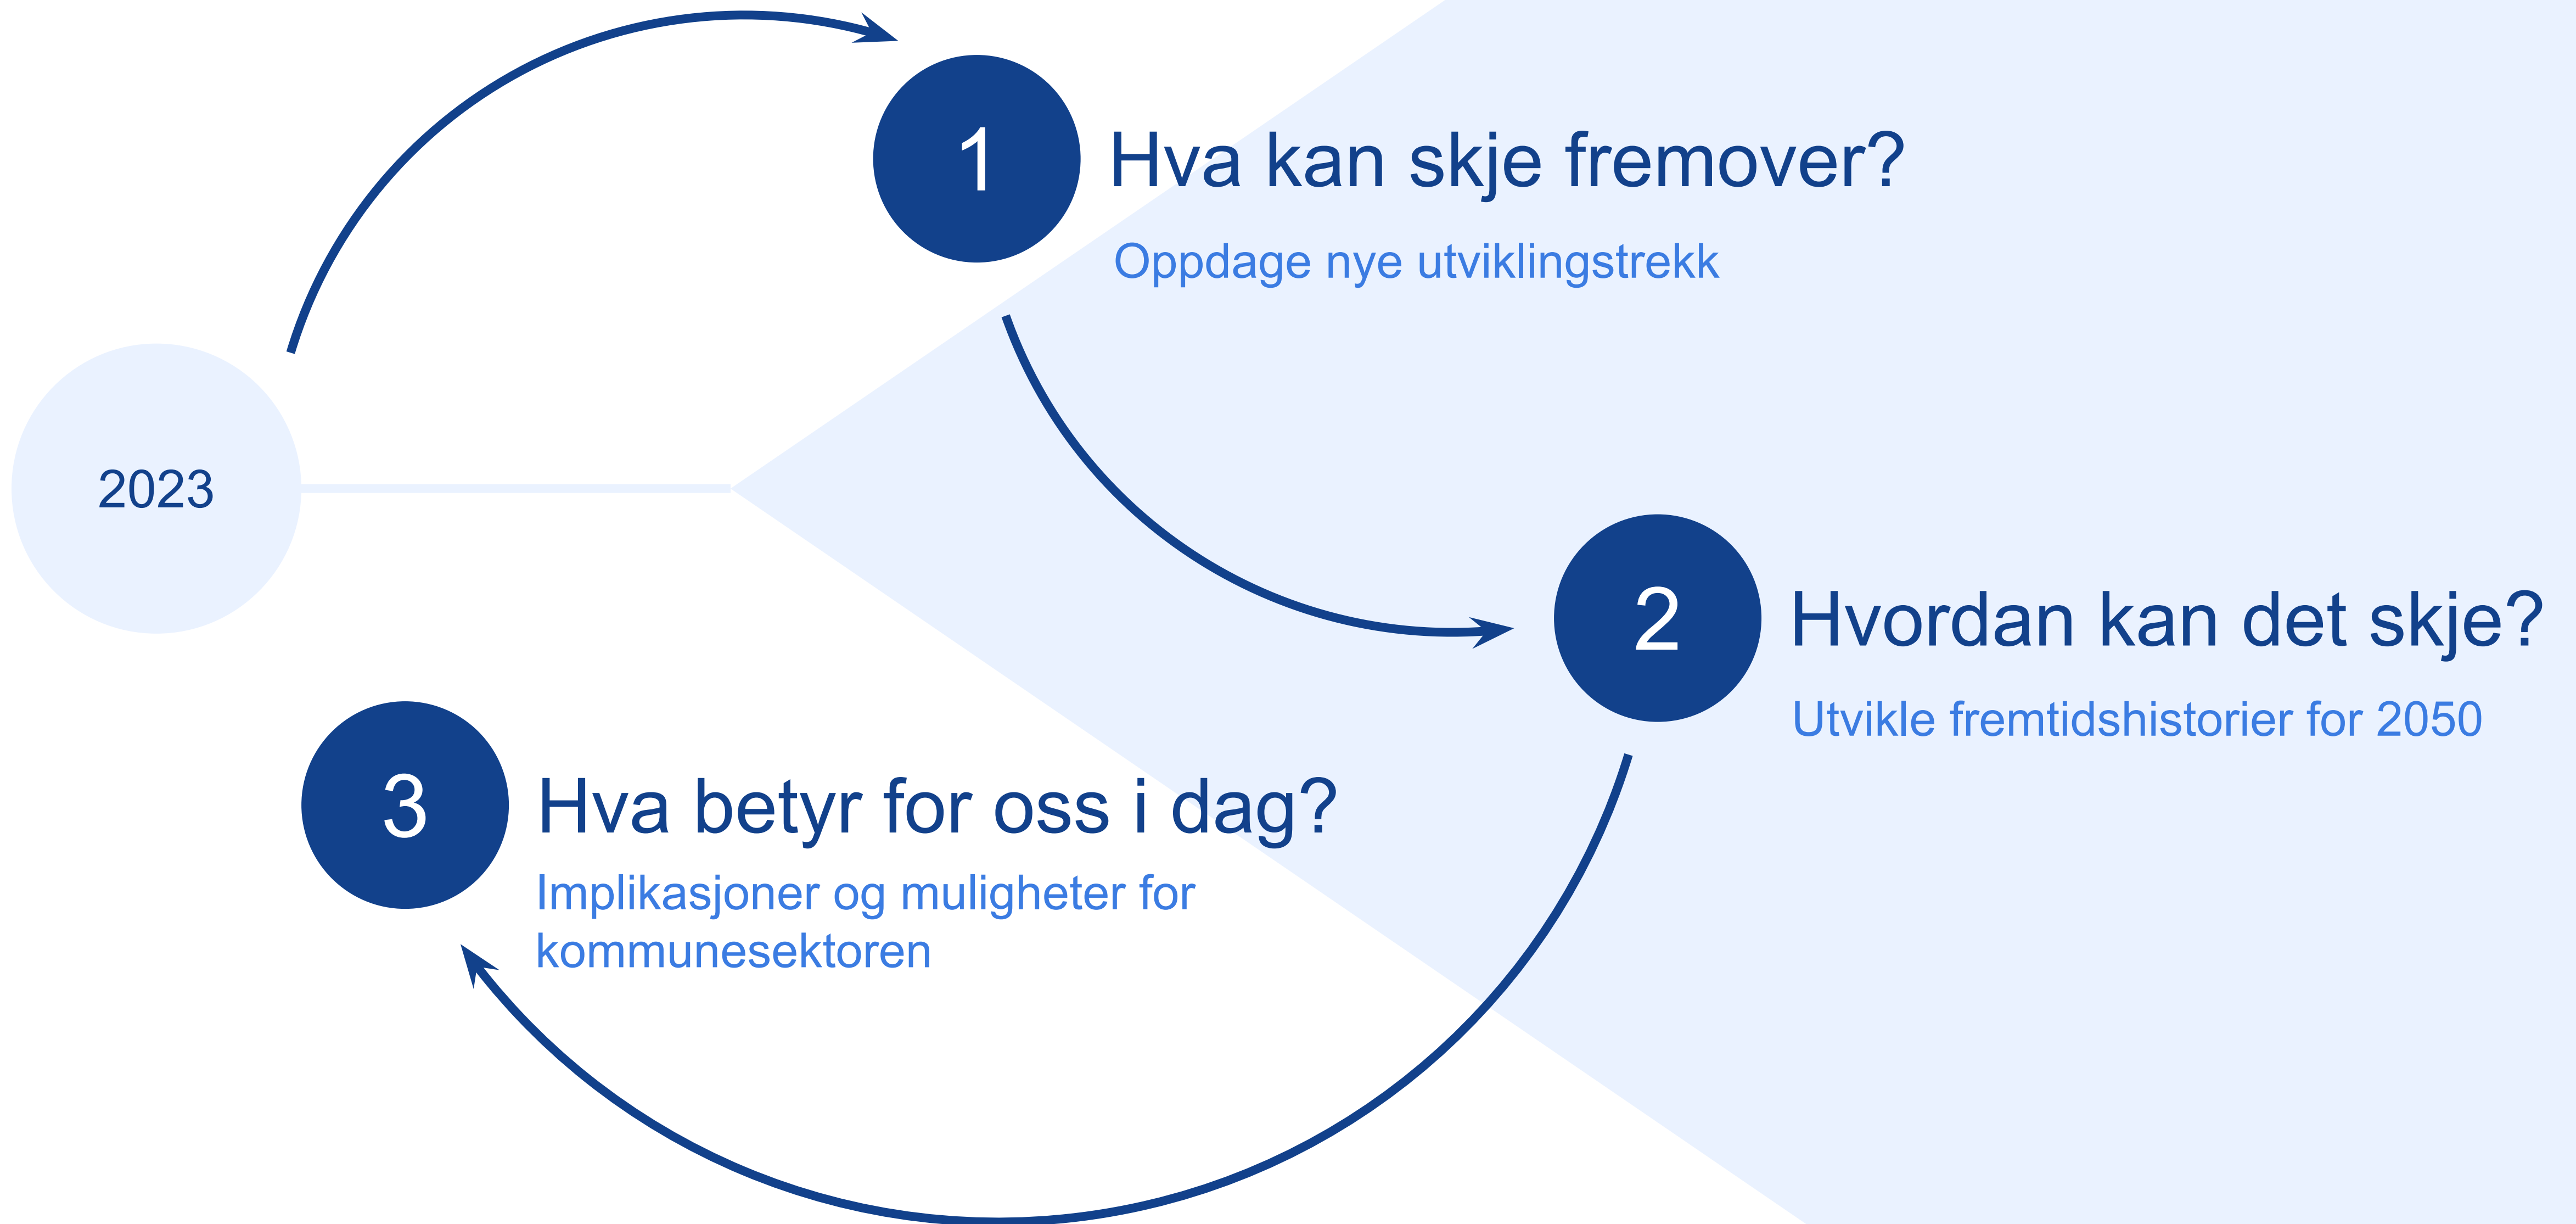 1
Hva kan skje fremover?
Oppdage nye utviklingstrekk
2023
2
Hvordan kan det skje?
Utvikle fremtidshistorier for 2050
3
Hva betyr for oss i dag?
Implikasjoner og muligheter for
kommunesektoren